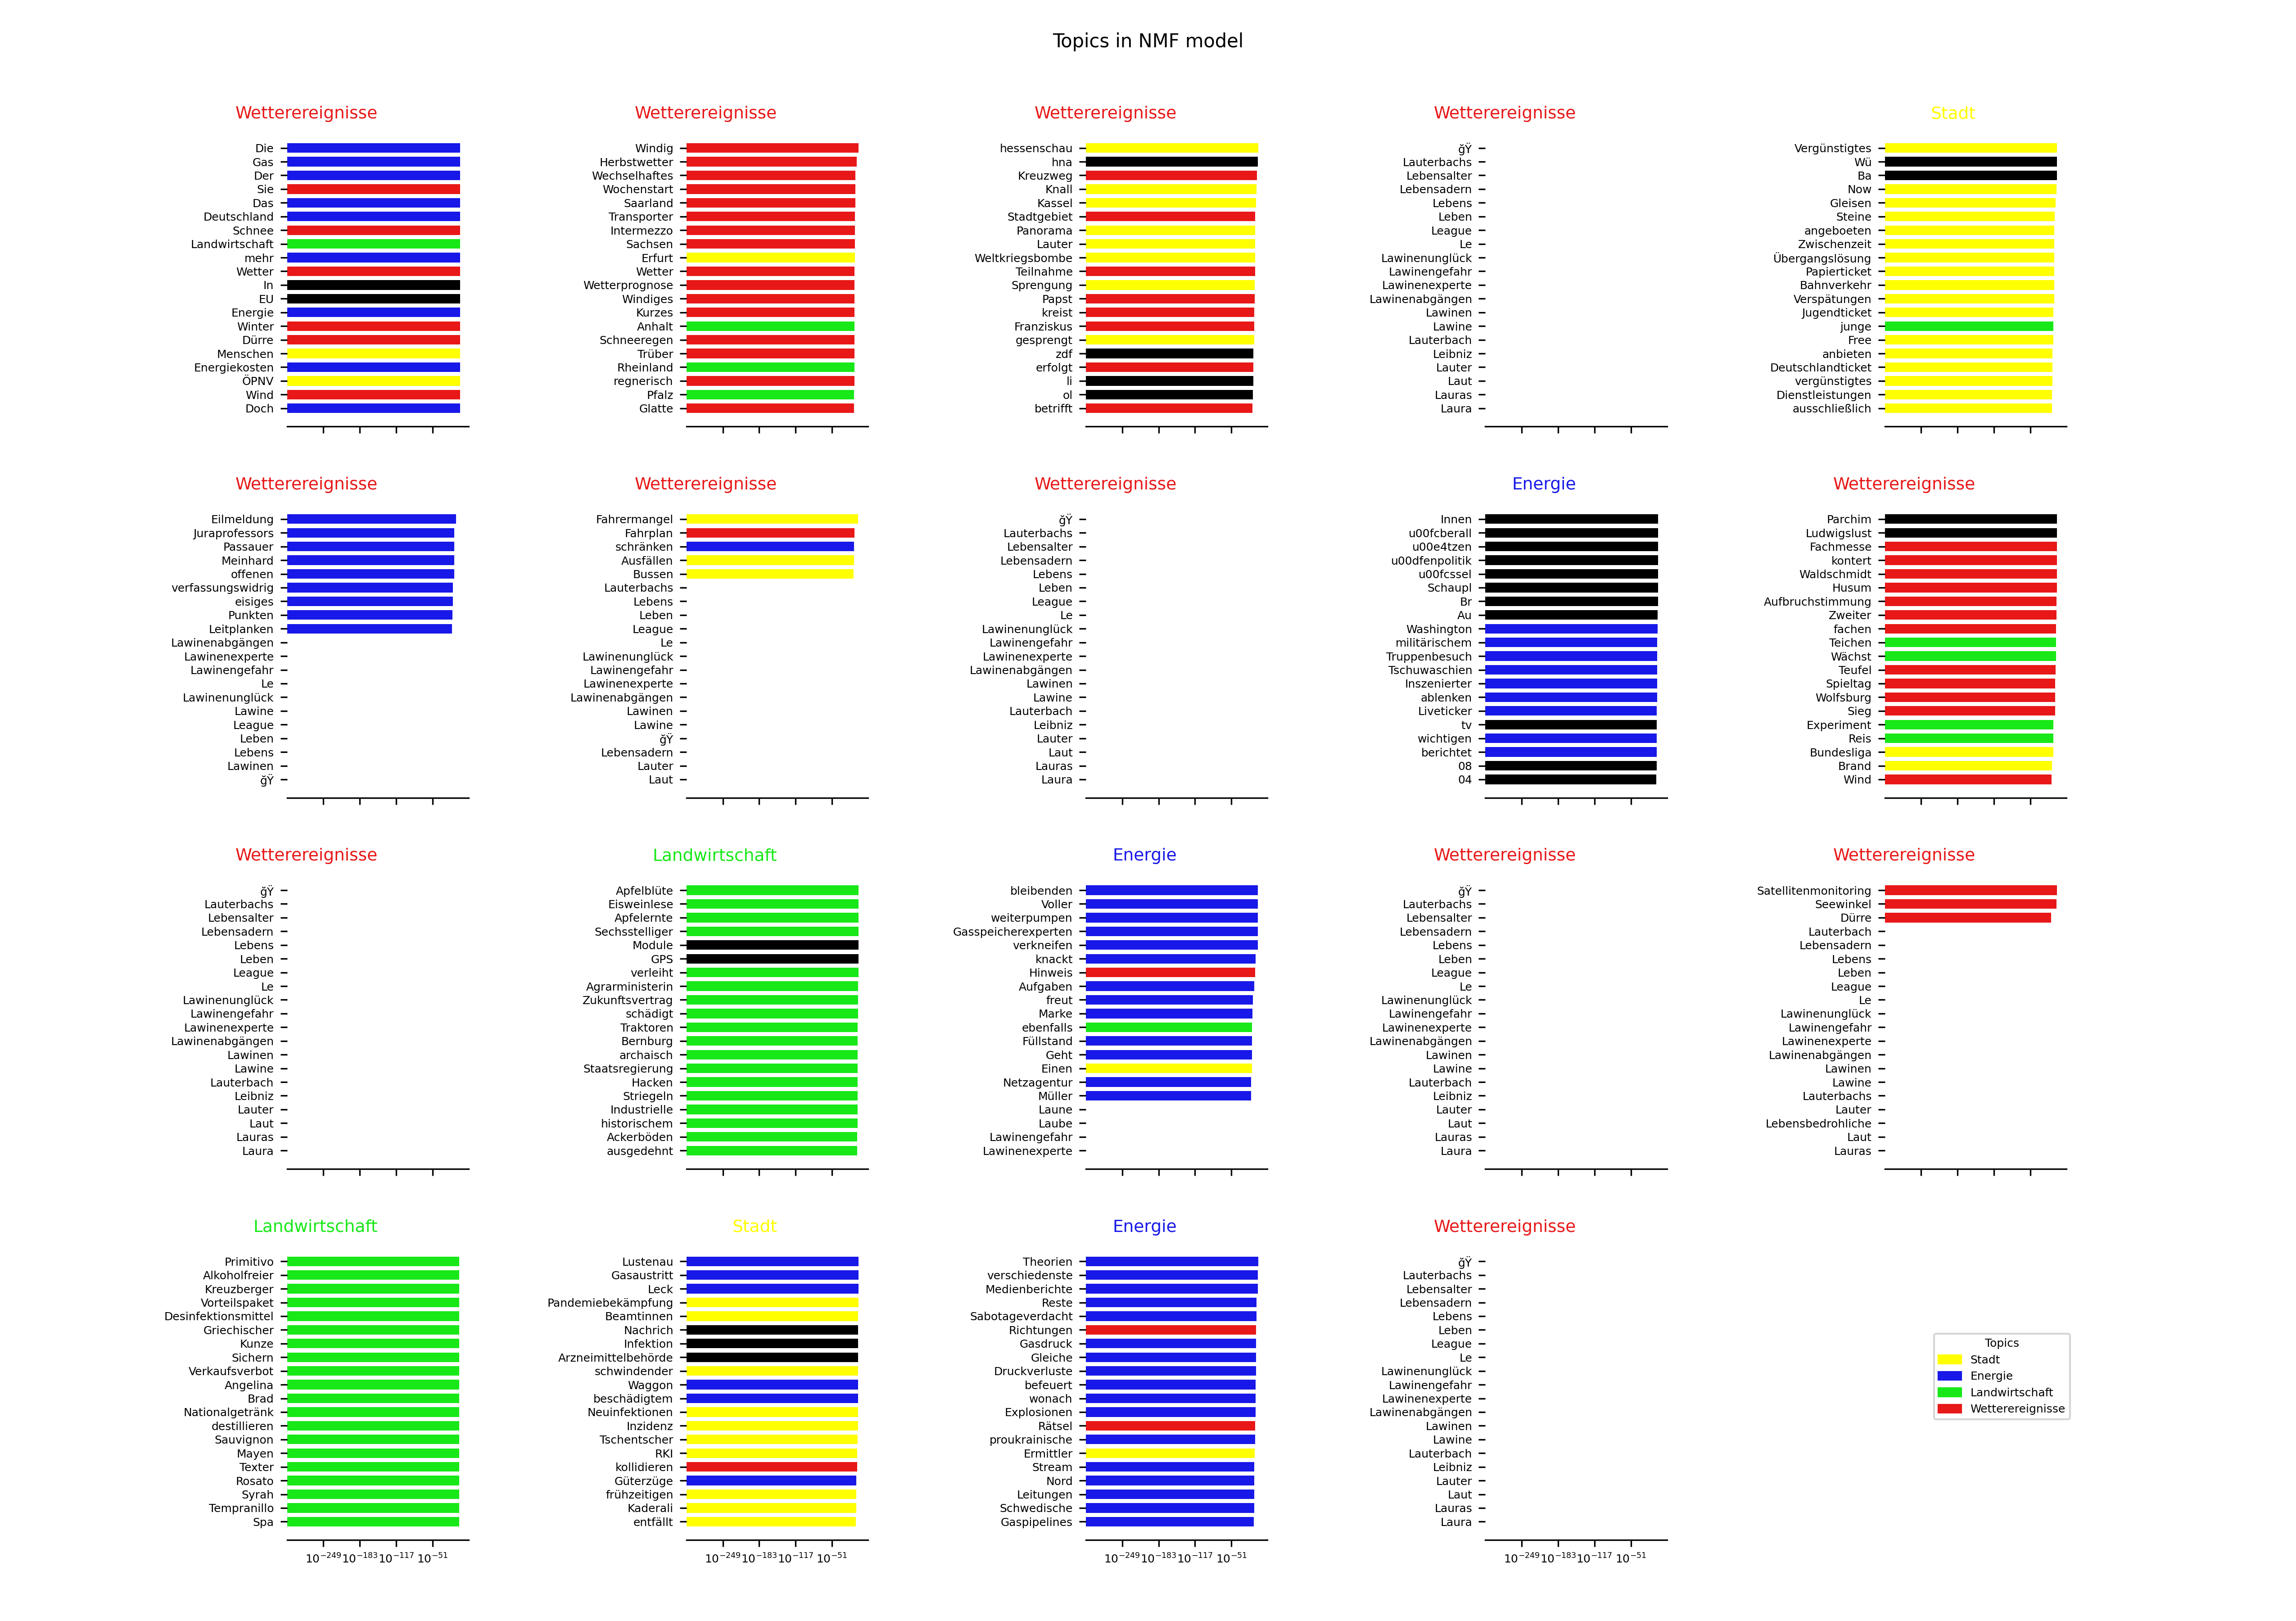 Topics in NMF model
Wetterereignisse
Die
Gas
Der
Sie
Das
Deutschland
Schnee
Landwirtschaft
mehr
Wetter
In
EU
Energie
Winter
Dürre
Menschen
Energiekosten
ÖPNV
Wind
Doch
Wetterereignisse
Windig
Herbstwetter
Wechselhaftes
Wochenstart
Saarland
Transporter
Intermezzo
Sachsen
Erfurt
Wetter
Wetterprognose
Windiges
Kurzes
Anhalt
Schneeregen
Trüber
Rheinland
regnerisch
Pfalz
Glatte
Wetterereignisse
hessenschau
hna
Kreuzweg
Knall
Kassel
Stadtgebiet
Panorama
Lauter
Weltkriegsbombe
Teilnahme
Sprengung
Papst
kreist
Franziskus
gesprengt
zdf
erfolgt
li
ol
betrifft
Wetterereignisse
ğŸ
Lauterbachs
Lebensalter
Lebensadern
Lebens
Leben
League
Le
Lawinenunglück
Lawinengefahr
Lawinenexperte
Lawinenabgängen
Lawinen
Lawine
Lauterbach
Leibniz
Lauter
Laut
Lauras
Laura
Stadt
Vergünstigtes
Wü
Ba
Now
Gleisen
Steine
angeboeten
Zwischenzeit
Übergangslösung
Papierticket
Bahnverkehr
Verspätungen
Jugendticket
junge
Free
anbieten
Deutschlandticket
vergünstigtes
Dienstleistungen
ausschließlich
Wetterereignisse
Eilmeldung
Juraprofessors
Passauer
Meinhard
offenen
verfassungswidrig
eisiges
Punkten
Leitplanken
Lawinenabgängen
Lawinenexperte
Lawinengefahr
Le
Lawinenunglück
Lawine
League
Leben
Lebens
Lawinen
ğŸ
Wetterereignisse
Fahrermangel
Fahrplan
schränken
Ausfällen
Bussen
Lauterbachs
Lebens
Leben
League
Le
Lawinenunglück
Lawinengefahr
Lawinenexperte
Lawinenabgängen
Lawinen
Lawine
ğŸ
Lebensadern
Lauter
Laut
Wetterereignisse
ğŸ
Lauterbachs
Lebensalter
Lebensadern
Lebens
Leben
League
Le
Lawinenunglück
Lawinengefahr
Lawinenexperte
Lawinenabgängen
Lawinen
Lawine
Lauterbach
Leibniz
Lauter
Laut
Lauras
Laura
Energie
Innen
u00fcberall
u00e4tzen
u00dfenpolitik
u00fcssel
Schaupl
Br
Au
Washington
militärischem
Truppenbesuch
Tschuwaschien
Inszenierter
ablenken
Liveticker
tv
wichtigen
berichtet
08
04
Wetterereignisse
Parchim
Ludwigslust
Fachmesse
kontert
Waldschmidt
Husum
Aufbruchstimmung
Zweiter
fachen
Teichen
Wächst
Teufel
Spieltag
Wolfsburg
Sieg
Experiment
Reis
Bundesliga
Brand
Wind
Wetterereignisse
ğŸ
Lauterbachs
Lebensalter
Lebensadern
Lebens
Leben
League
Le
Lawinenunglück
Lawinengefahr
Lawinenexperte
Lawinenabgängen
Lawinen
Lawine
Lauterbach
Leibniz
Lauter
Laut
Lauras
Laura
Landwirtschaft
Apfelblüte
Eisweinlese
Apfelernte
Sechsstelliger
Module
GPS
verleiht
Agrarministerin
Zukunftsvertrag
schädigt
Traktoren
Bernburg
archaisch
Staatsregierung
Hacken
Striegeln
Industrielle
historischem
Ackerböden
ausgedehnt
Energie
bleibenden
Voller
weiterpumpen
Gasspeicherexperten
verkneifen
knackt
Hinweis
Aufgaben
freut
Marke
ebenfalls
Füllstand
Geht
Einen
Netzagentur
Müller
Laune
Laube
Lawinengefahr
Lawinenexperte
Wetterereignisse
ğŸ
Lauterbachs
Lebensalter
Lebensadern
Lebens
Leben
League
Le
Lawinenunglück
Lawinengefahr
Lawinenexperte
Lawinenabgängen
Lawinen
Lawine
Lauterbach
Leibniz
Lauter
Laut
Lauras
Laura
Wetterereignisse
Satellitenmonitoring
Seewinkel
Dürre
Lauterbach
Lebensadern
Lebens
Leben
League
Le
Lawinenunglück
Lawinengefahr
Lawinenexperte
Lawinenabgängen
Lawinen
Lawine
Lauterbachs
Lauter
Lebensbedrohliche
Laut
Lauras
Landwirtschaft
Primitivo
Alkoholfreier
Kreuzberger
Vorteilspaket
Desinfektionsmittel
Griechischer
Kunze
Sichern
Verkaufsverbot
Angelina
Brad
Nationalgetränk
destillieren
Sauvignon
Mayen
Texter
Rosato
Syrah
Tempranillo
Spa
10⁻²⁴⁹ 10⁻¹⁸³ 10⁻¹¹⁷ 10⁻⁵¹
Stadt
Lustenau
Gasaustritt
Leck
Pandemiebekämpfung
Beamtinnen
Nachrich
Infektion
Arzneimittelbehörde
schwindender
Waggon
beschädigtem
Neuinfektionen
Inzidenz
Tschentscher
RKI
kollidieren
Güterzüge
frühzeitigen
Kaderali
entfällt
10⁻²⁴⁹ 10⁻¹⁸³ 10⁻¹¹⁷ 10⁻⁵¹
Energie
Theorien
verschiedenste
Medienberichte
Reste
Sabotageverdacht
Richtungen
Gasdruck
Gleiche
Druckverluste
befeuert
wonach
Explosionen
Rätsel
proukrainische
Ermittler
Stream
Nord
Leitungen
Schwedische
Gaspipelines
10⁻²⁴⁹ 10⁻¹⁸³ 10⁻¹¹⁷ 10⁻⁵¹
Wetterereignisse
ğŸ
Lauterbachs
Lebensalter
Lebensadern
Lebens
Leben
League
Le
Lawinenunglück
Lawinengefahr
Lawinenexperte
Lawinenabgängen
Lawinen
Lawine
Lauterbach
Leibniz
Lauter
Laut
Lauras
Laura
10⁻²⁴⁹ 10⁻¹⁸³ 10⁻¹¹⁷ 10⁻⁵¹
Topics
Stadt
Energie
Landwirtschaft
Wetterereignisse